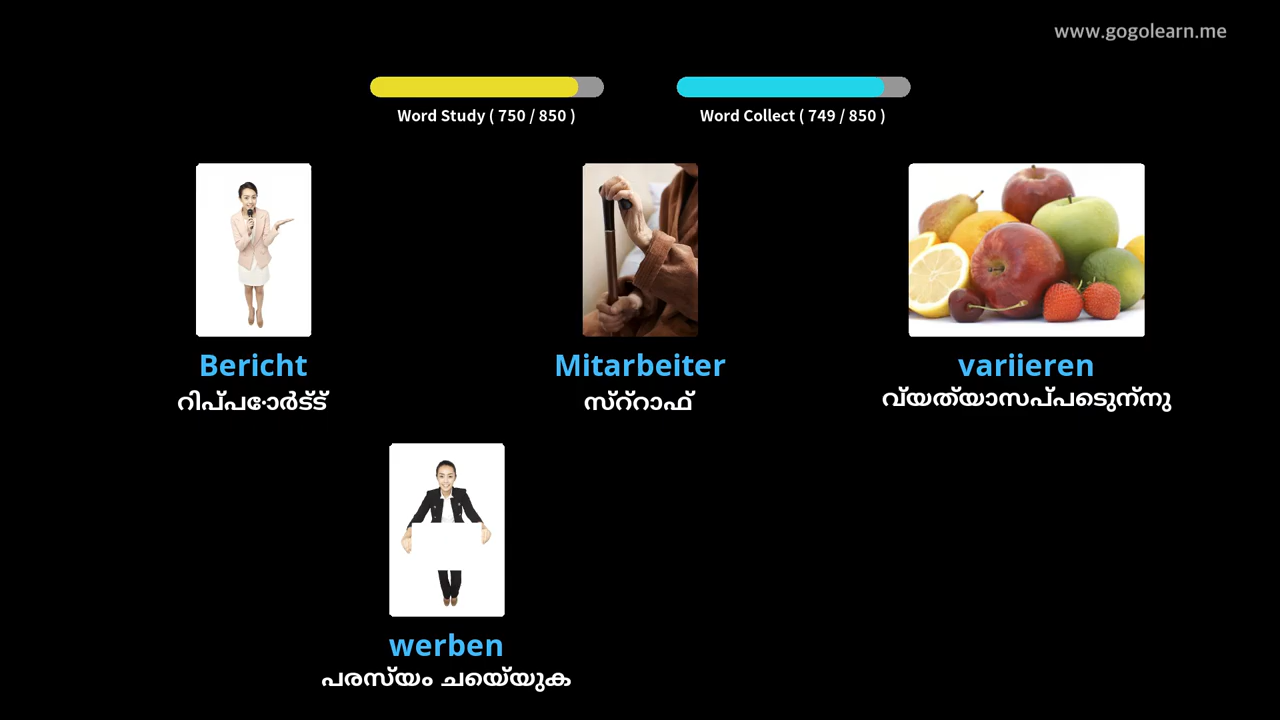 www.gogolearn.me
Word Study ( 750 / 850 )
Word Collect ( 749 / 850 )
Bericht
റിപ്പോർട്ട്
Mitarbeiter
സ്റ്റാഫ്
variieren
വ്യത്യാസപ്പെടുന്നു
werben
പരസ്യം ചെയ്യുക